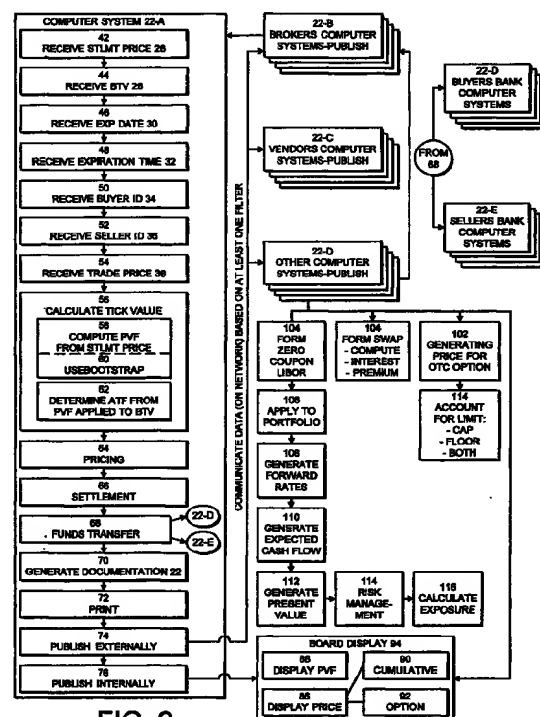 COMPUTER SYSTEM 22-A
42
RECEIVE STLMT PRICE 26
44
RECEIVE BTV 28
46
RECEIVE EXP DATE 30
48
RECEIVE EXPIRATION TIME 32
50
RECEIVE BUYER ID 34
52
RECEIVE SELLER ID 36
54
RECEIVE TRADE PRICE 38
56
CALCULATE TICK VALUE
58
COMPUTE PVF
FROM STLMT PRICE
60
USEBOOTSTRAP
62
DETERMINE ATF FROM
PVF APPLIED TO BTV
64
PRICING
66
SETTLEMENT
68
FUNDS TRANSFER
22-D
22-E
70
GENERATE DOCUMENTATION 22
72
PRINT
74
PUBLISH EXTERNALLY
76
PUBLISH INTERNALLY
COMMUNICATE DATA (ON NETWORK) BASED ON AT LEAST ONE FILTER
22-B
BROKERS COMPUTER
SYSTEMS-PUBLISH
22-C
VENDORS COMPUTER
SYSTEMS-PUBLISH
22-D
OTHER COMPUTER
SYSTEMS-PUBLISH
22-D
BUYERS BANK
COMPUTER
SYSTEMS
FROM
68
22-E
SELLERS BANK
COMPUTER
SYSTEMS
104
FORM
ZERO
COUPON
LIBOR
104
FORM SWAP
- COMPUTE
- INTEREST
- PREMIUM
102
GENERATING
PRICE FOR
OTC OPTION
106
APPLY TO
PORTFOLIO
114
ACCOUNT
FOR LIMIT:
- CAP
- FLOOR
- BOTH
108
GENERATE
FORWARD
RATES
110
GENERATE
EXPECTED
CASH FLOW
112
GENERATE
PRESENT
VALUE
114
RISK
MANAGE-
MENT
116
CALCULATE
EXPOSURE
BOARD DISPLAY 94
DISPLAY PVF
90
CUMULATIVE
88
DISPLAY PRICE
92
OPTION